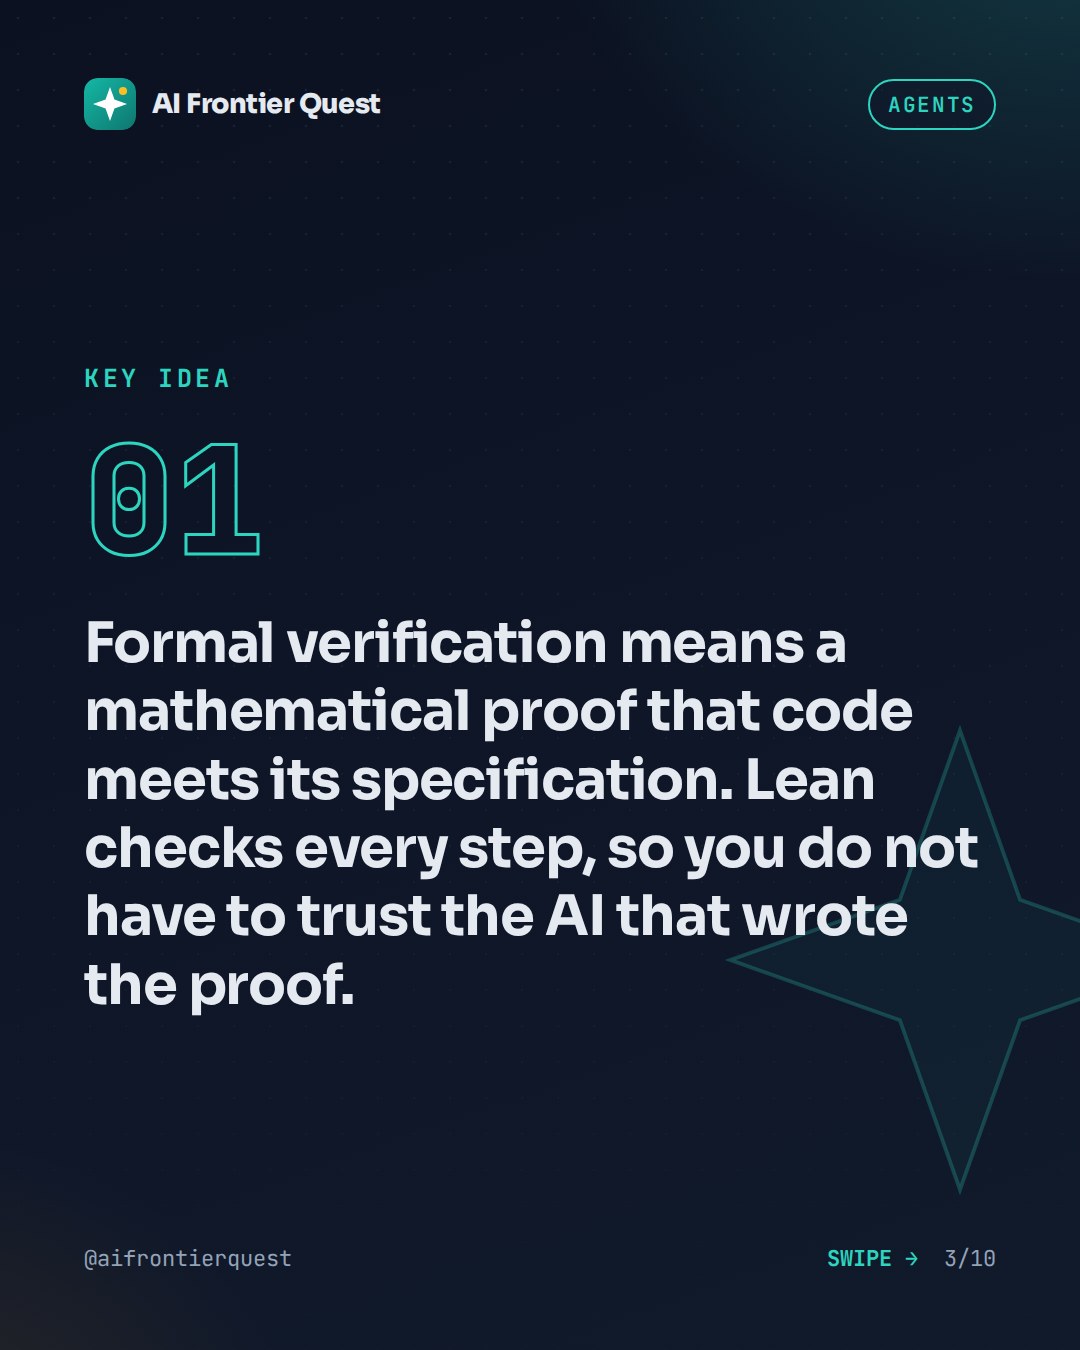 AI Frontier Quest
AGENTS
KEY IDEA
01
Formal verification means a
mathematical proof that code
meets its specification. Lean
checks every step, so you do not
have to trust the AI that wrote
the proof.
@aifrontierquest
SWIPE → 3/10